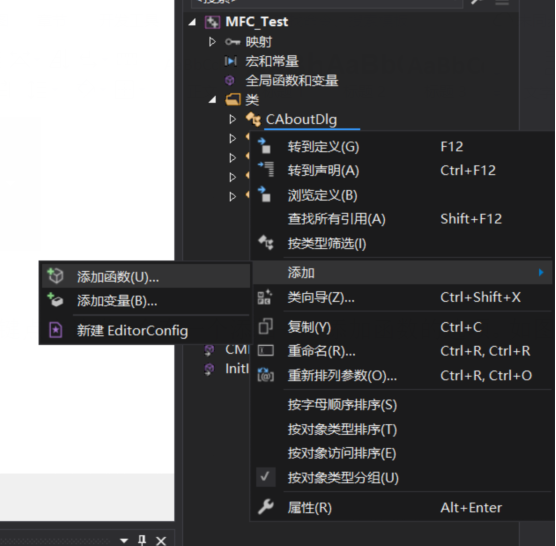 MFC_Test
映射
宏和常量
全局函数和变量
类
CAboutDlg
转到定义(G) F12
转到声明(A) Ctrl+F12
浏览定义(B)
查找所有引用(A) Shift+F12
按类型筛选(I)
添加
添加函数(U)...
添加变量(B)...
新建 EditorConfig
类向导(Z)... Ctrl+Shift+X
复制(Y) Ctrl+C
重命名(R)... Ctrl+R, Ctrl+R
重新排列参数(O)... Ctrl+R, Ctrl+O
按字母顺序排序(S)
按对象类型排序(T)
按对象访问排序(E)
按对象类型分组(U)
属性(R) Alt+Enter